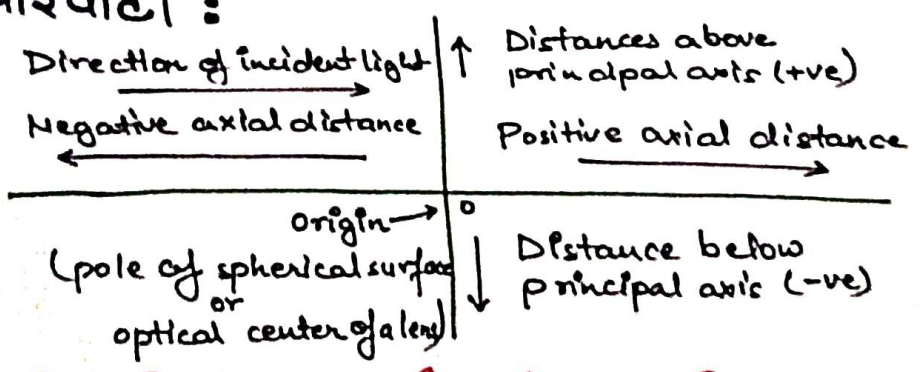 Direction of incident light
Distances above
principal axis (+ve)
Negative axial distance
Positive axial distance
origin→ 0
(pole of spherical surface
or
optical center of a lens)
Distance below
principal axis (-ve)